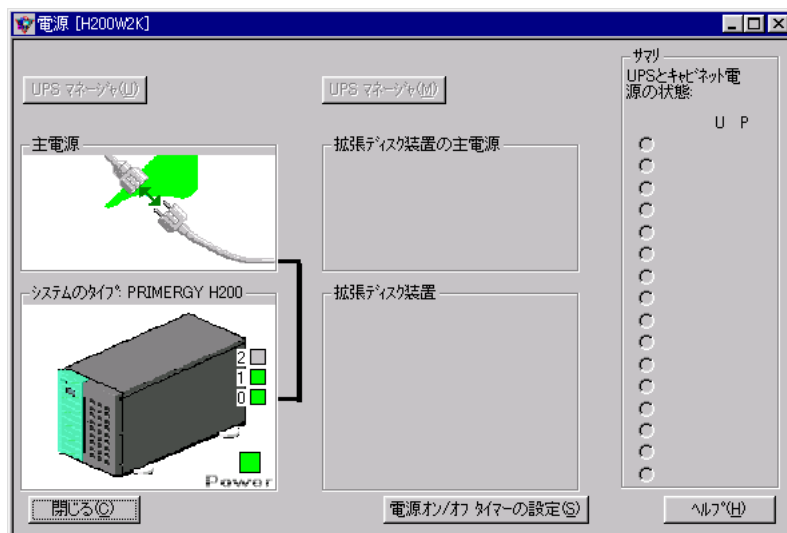 電源 [H200W2K]
UPS マネージャ(U)
UPS マネージャ(M)
サマリ
UPSとキャビネット電
源の状態:
U P
主電源
拡張ディスク装置の主電源
システムのタイプ: PRIMERGY H200
拡張ディスク装置
2
1
0
Power
閉じる(C)
電源オン/オフ タイマーの設定(S)
ヘルプ(H)